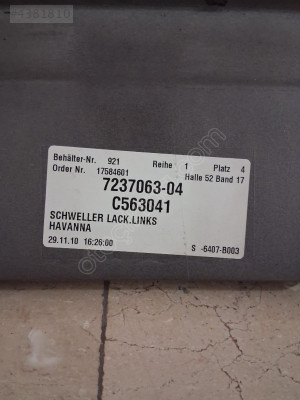 Behälter-Nr. 921 Reihe 1 Platz 4
Order Nr. 17584601 Halle 52 Band 17
7237063-04
C563041
SCHWELLER LACK.LINKS
HAVANNA
29.11.10 16:26:00 S -6407-B003